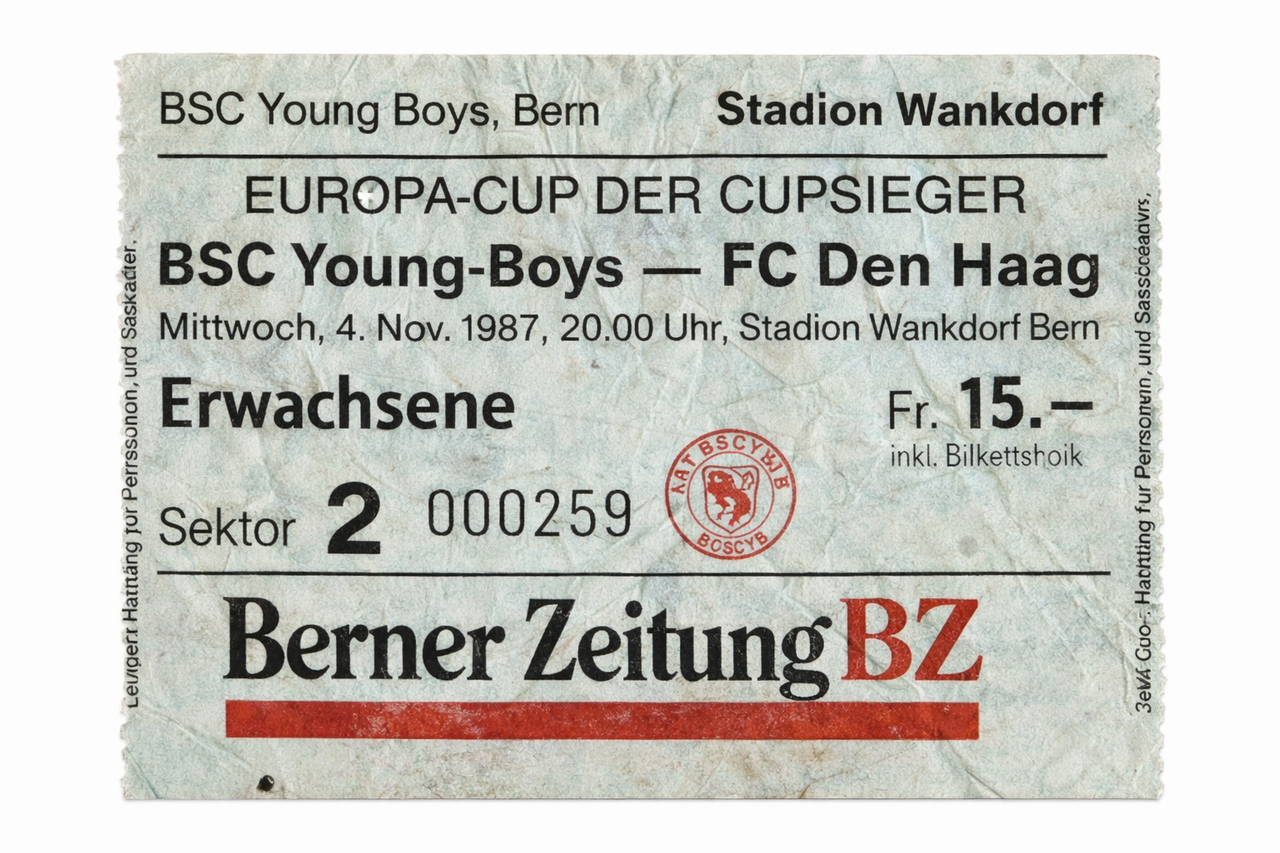 BSC Young Boys, Bern Stadion Wankdorf
EUROPA-CUP DER CUPSIEGER
BSC Young-Boys — FC Den Haag
Mittwoch, 4. Nov. 1987, 20.00 Uhr, Stadion Wankdorf Bern
Erwachsene Fr. 15.—
inkl. Bilkettshoik
Sektor 2 000259
BOSCYB
Berner Zeitung BZ